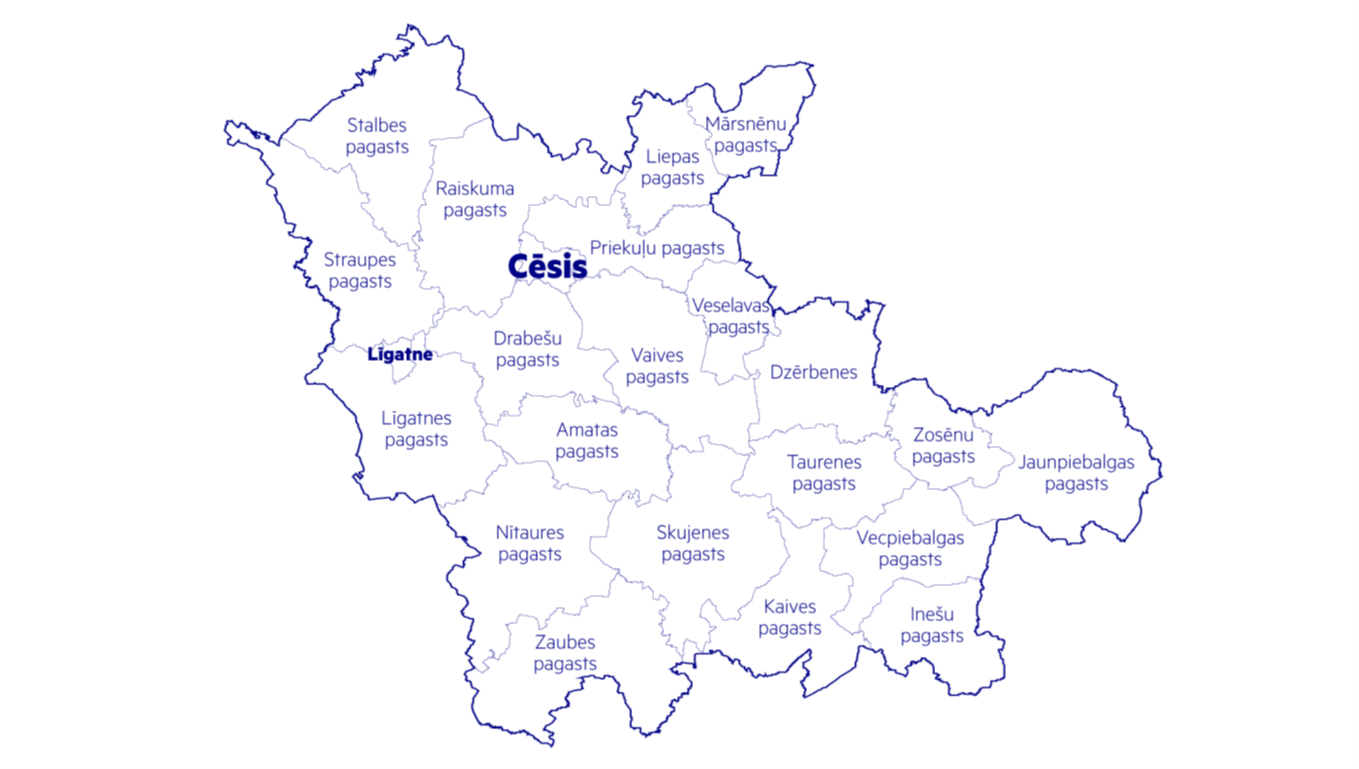 Stalbes
pagasts
Mārsnēnu
pagasts
Liepas
pagasts
Raiskuma
pagasts
Priekuļu pagasts
Straupes
pagasts
Cēsis
Veselavas
pagasts
Drabešu
pagasts
Līgatne
Vaives
pagasts
Dzērbenes
Līgatnes
pagasts
Amatas
pagasts
Zosēnu
pagasts
Taurenes
pagasts
Jaunpiebalgas
pagasts
Nītaures
pagasts
Skujenes
pagasts
Vecpiebalgas
pagasts
Kaives
pagasts
Inešu
pagasts
Zaubes
pagasts